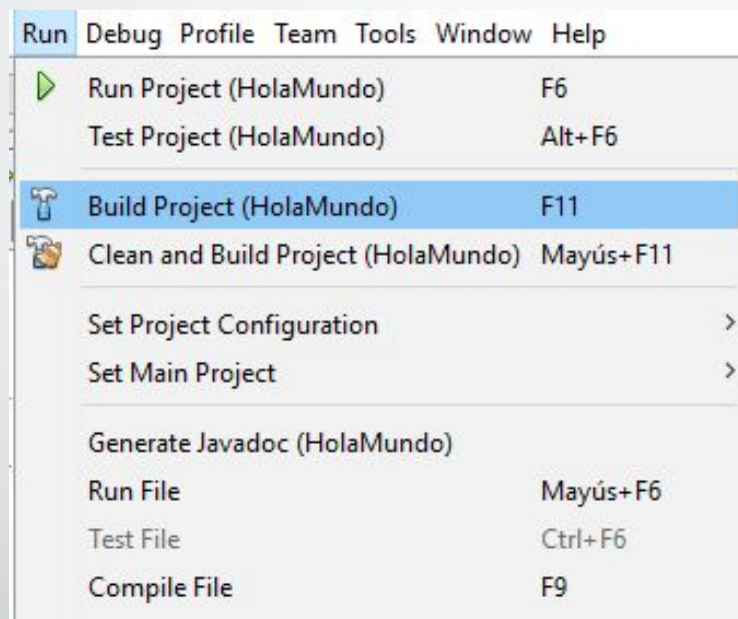 Run Debug Profile Team Tools Window Help
Run Project (HolaMundo) F6
Test Project (HolaMundo) Alt+F6
Build Project (HolaMundo) F11
Clean and Build Project (HolaMundo) Mayús+F11
Set Project Configuration
Set Main Project
Generate Javadoc (HolaMundo)
Run File Mayús+F6
Test File Ctrl+F6
Compile File F9